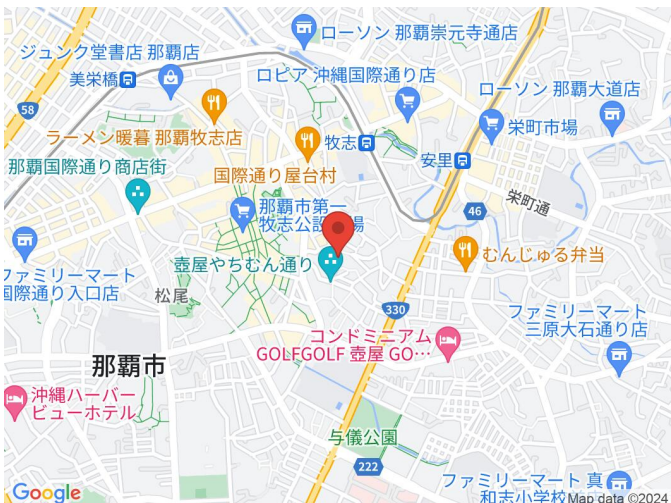 ローソン 那覇崇元寺通店
ジュンク堂書店 那覇店
美栄橋
ロピア 沖縄国際通り店
ローソン 那覇大道店
58
栄町市場
ラーメン暖暮 那覇牧志店
牧志
安里
那覇国際通り商店街
国際通り屋台村
栄町通
46
那覇市第一
牧志公設市場
むんじゅる弁当
壺屋やちむん通り
ファミリーマート
国際通り入口店
松尾
330
ファミリーマート
三原大石通り店
コンドミニアム
GOLFGOLF 壺屋 GO…
那覇市
沖縄ハーバー
ビューホテル
与儀公園
222
ファミリーマート 真
和志小学校
Google
Map data ©2024